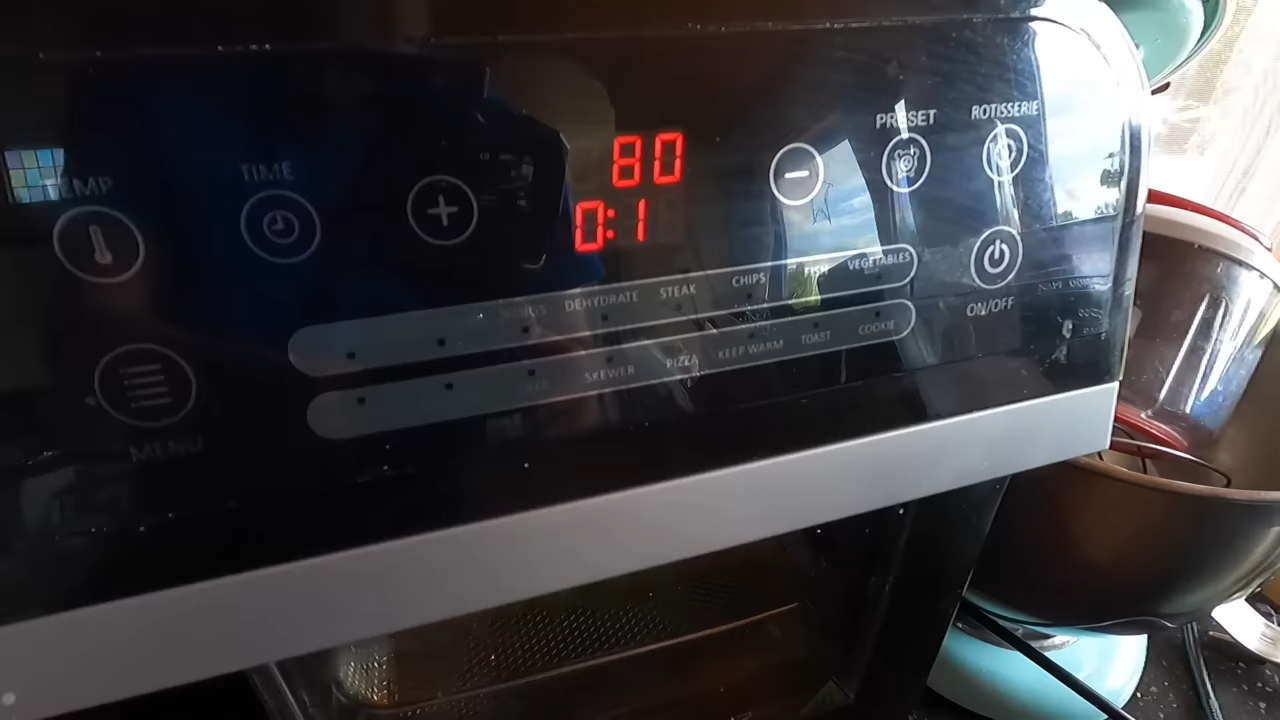 PRESET
ROTISSERIE
TIME
80
0:1
DEHYDRATE
STEAK
CHIPS
FISH
VEGETABLES
SKEWER
PIZZA
KEEP WARM
TOAST
COOKIE
ON/OFF
MENU